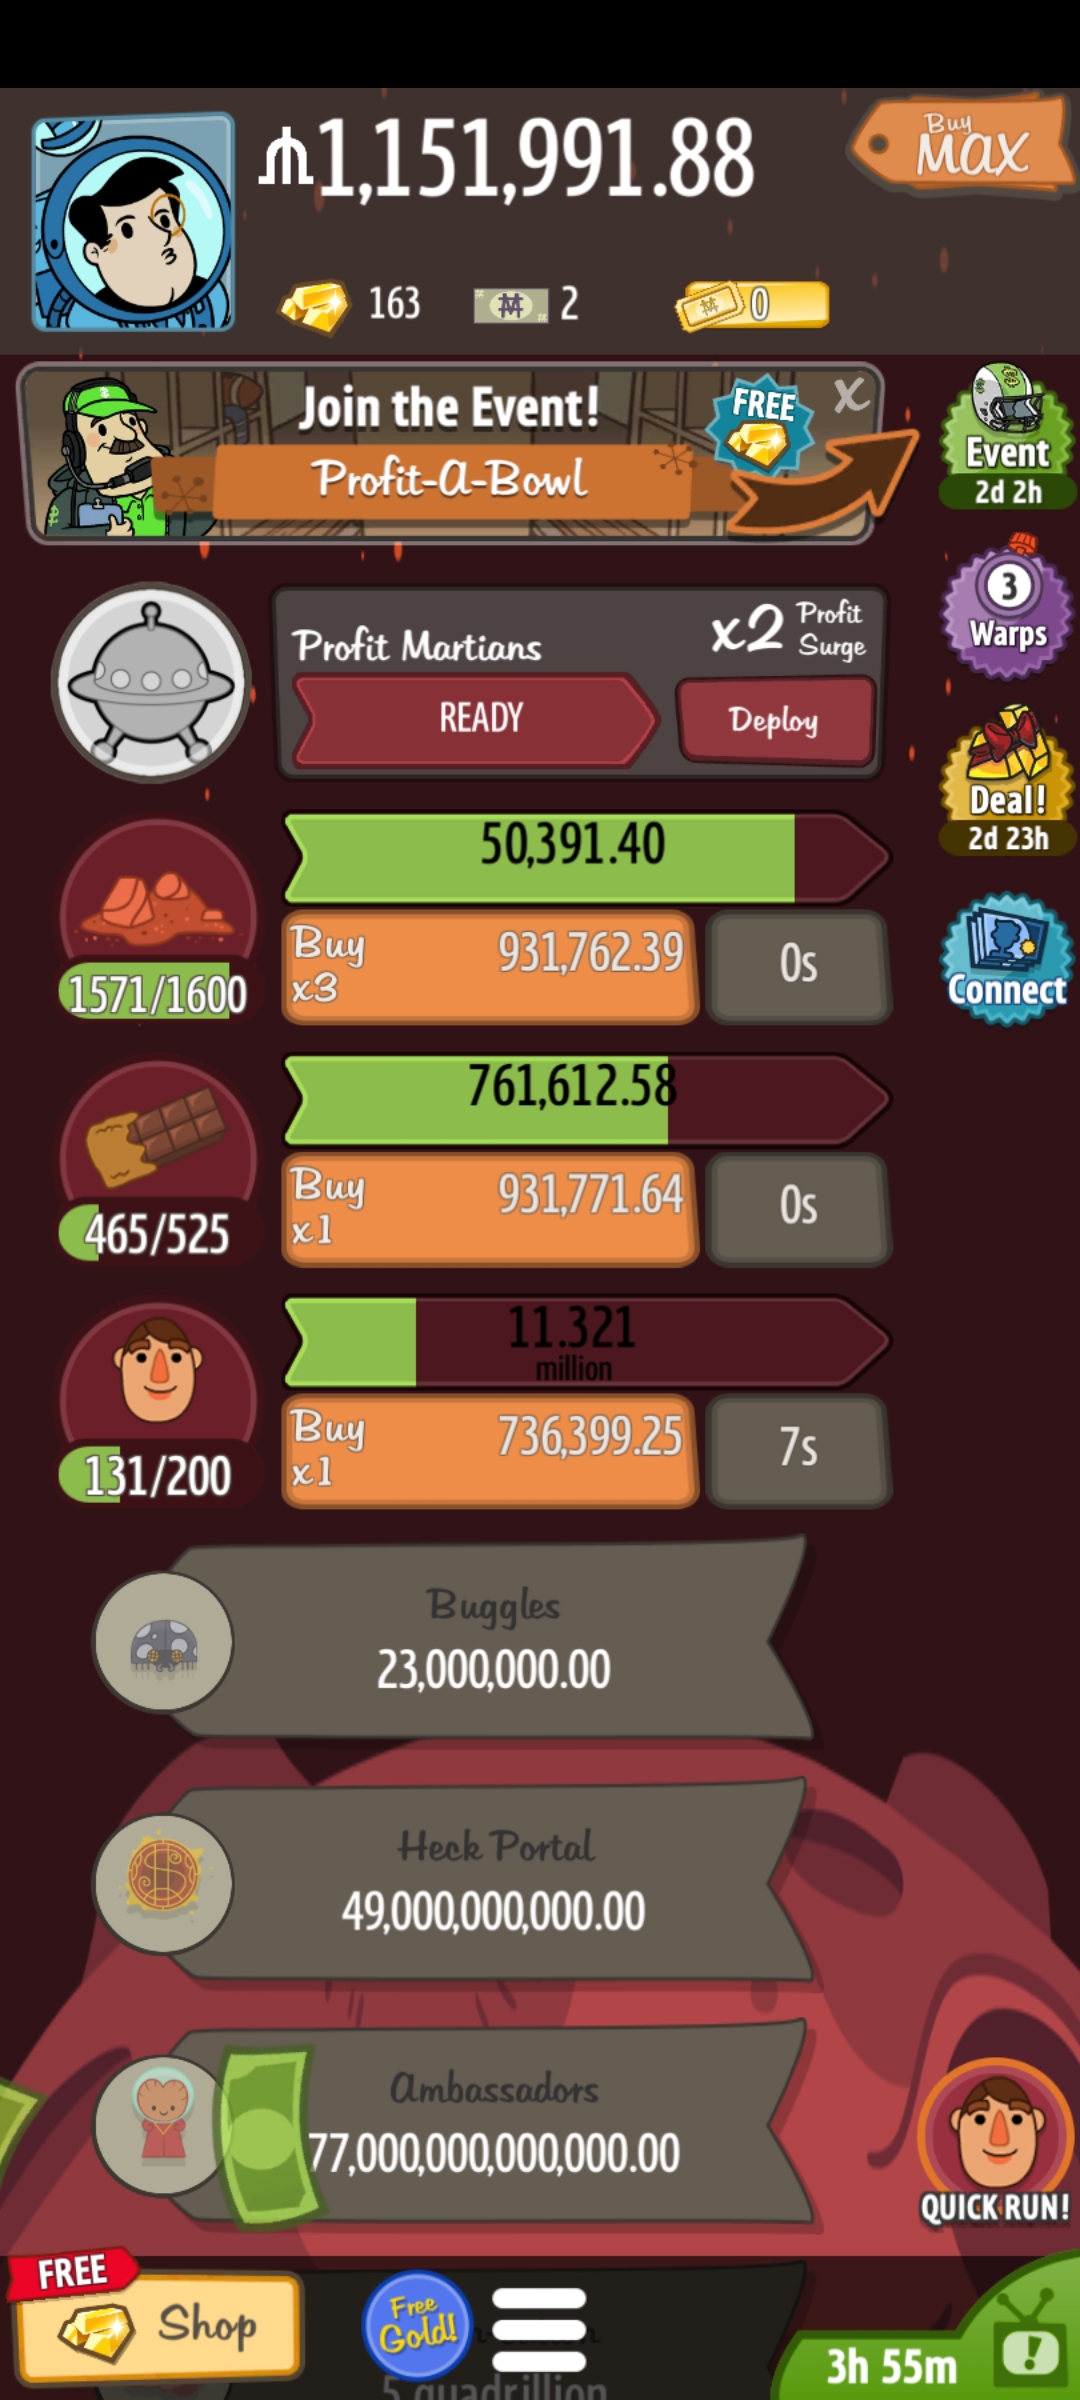 ₼1,151,991.88
Buy
MAX
163
2
0
Join the Event!
FREE
X
Profit-A-Bowl
Event
2d 2h
3
Warps
Profit Martians
x2 Profit Surge
READY
Deploy
Deal!
2d 23h
50,391.40
Buy x3
931,762.39
0s
1571/1600
Connect
761,612.58
Buy x1
931,771.64
0s
465/525
11.321
million
Buy x1
736,399.25
7s
131/200
Buggles
23,000,000.00
Heck Portal
49,000,000,000.00
Ambassadors
77,000,000,000,000.00
QUICK RUN!
FREE
Shop
Free
Gold!
3h 55m
5 quadrillion